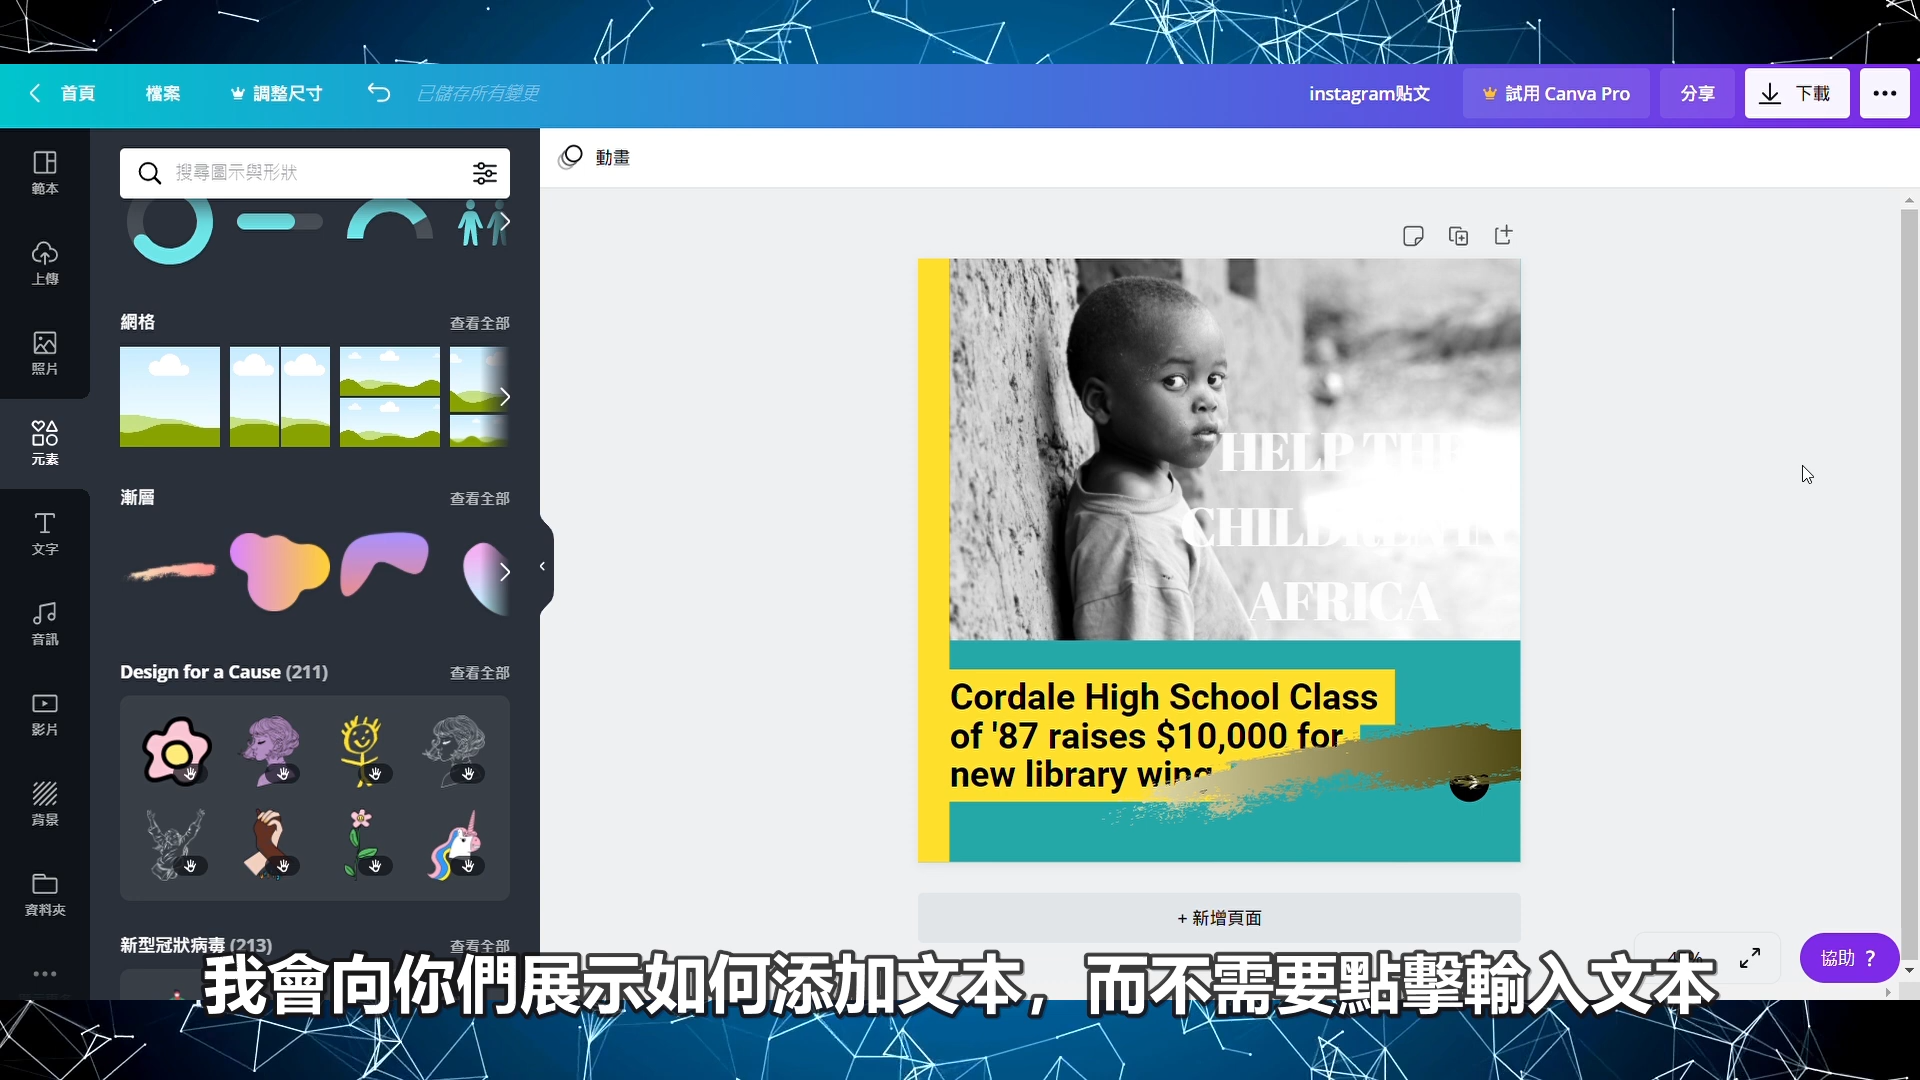 首頁
檔案
調整尺寸
已儲存所有變更
instagram貼文
試用 Canva Pro
分享
下載
範本
上傳
照片
元素
文字
音訊
影片
背景
資料夾
搜尋圖示與形狀
網格
查看全部
漸層
查看全部
Design for a Cause (211)
查看全部
新型冠狀病毒 (213)
查看全部
動畫
HELP THE
CHILDREN IN
AFRICA
Cordale High School Class
of '87 raises $10,000 for
new library wing
+ 新增頁面
協助 ?
我會向你們展示如何添加文本，而不需要點擊輸入文本